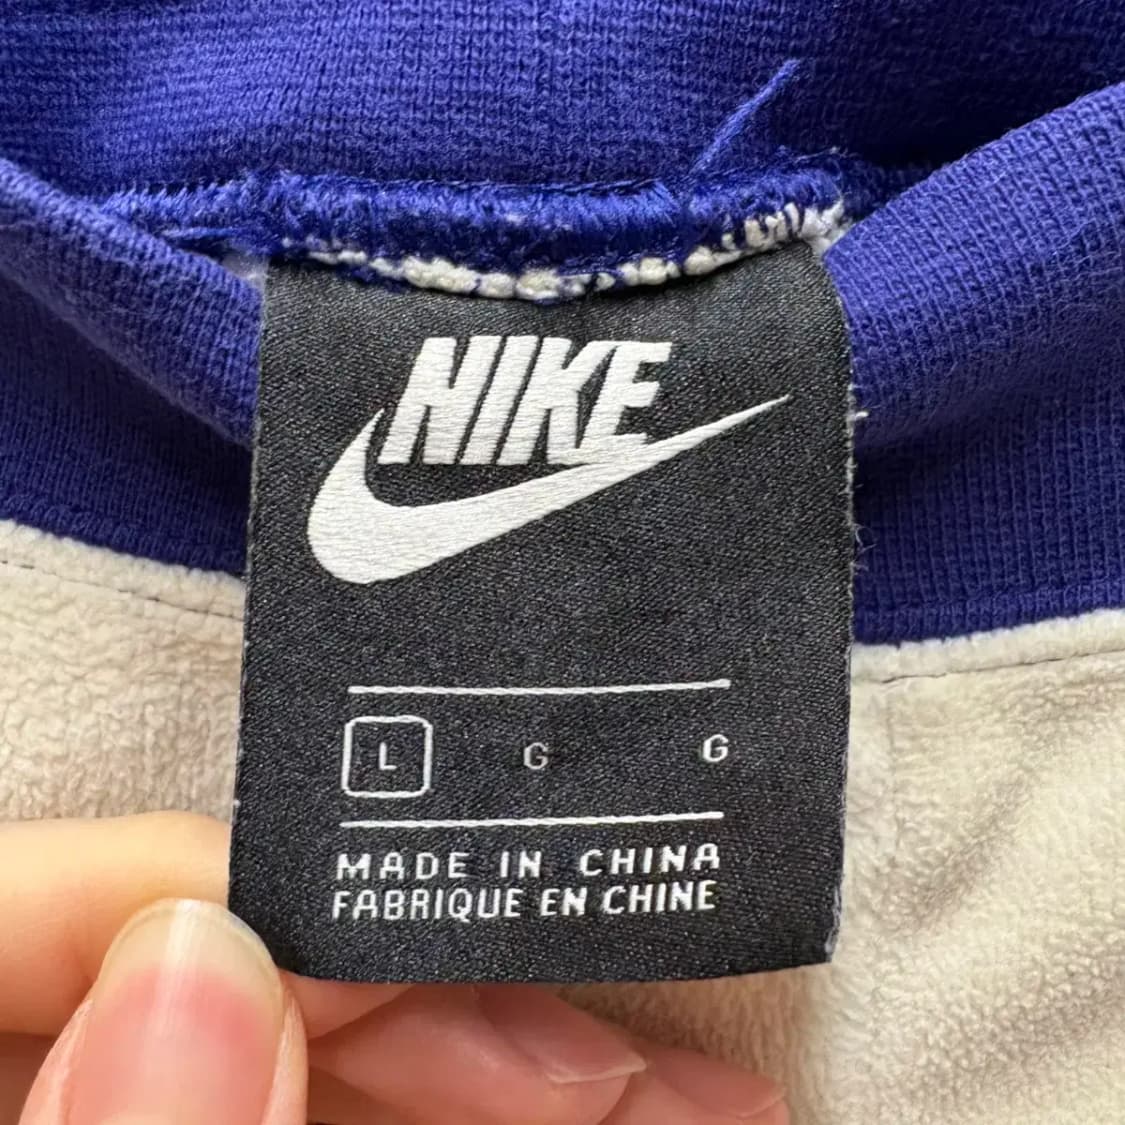 NIKE
L G G
MADE IN CHINA
FABRIQUE EN CHINE